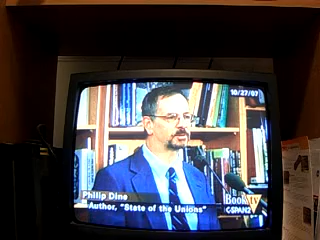 10/27/07
Philip Dine
Author, "State of the Unions"
Book TV
C-SPAN2